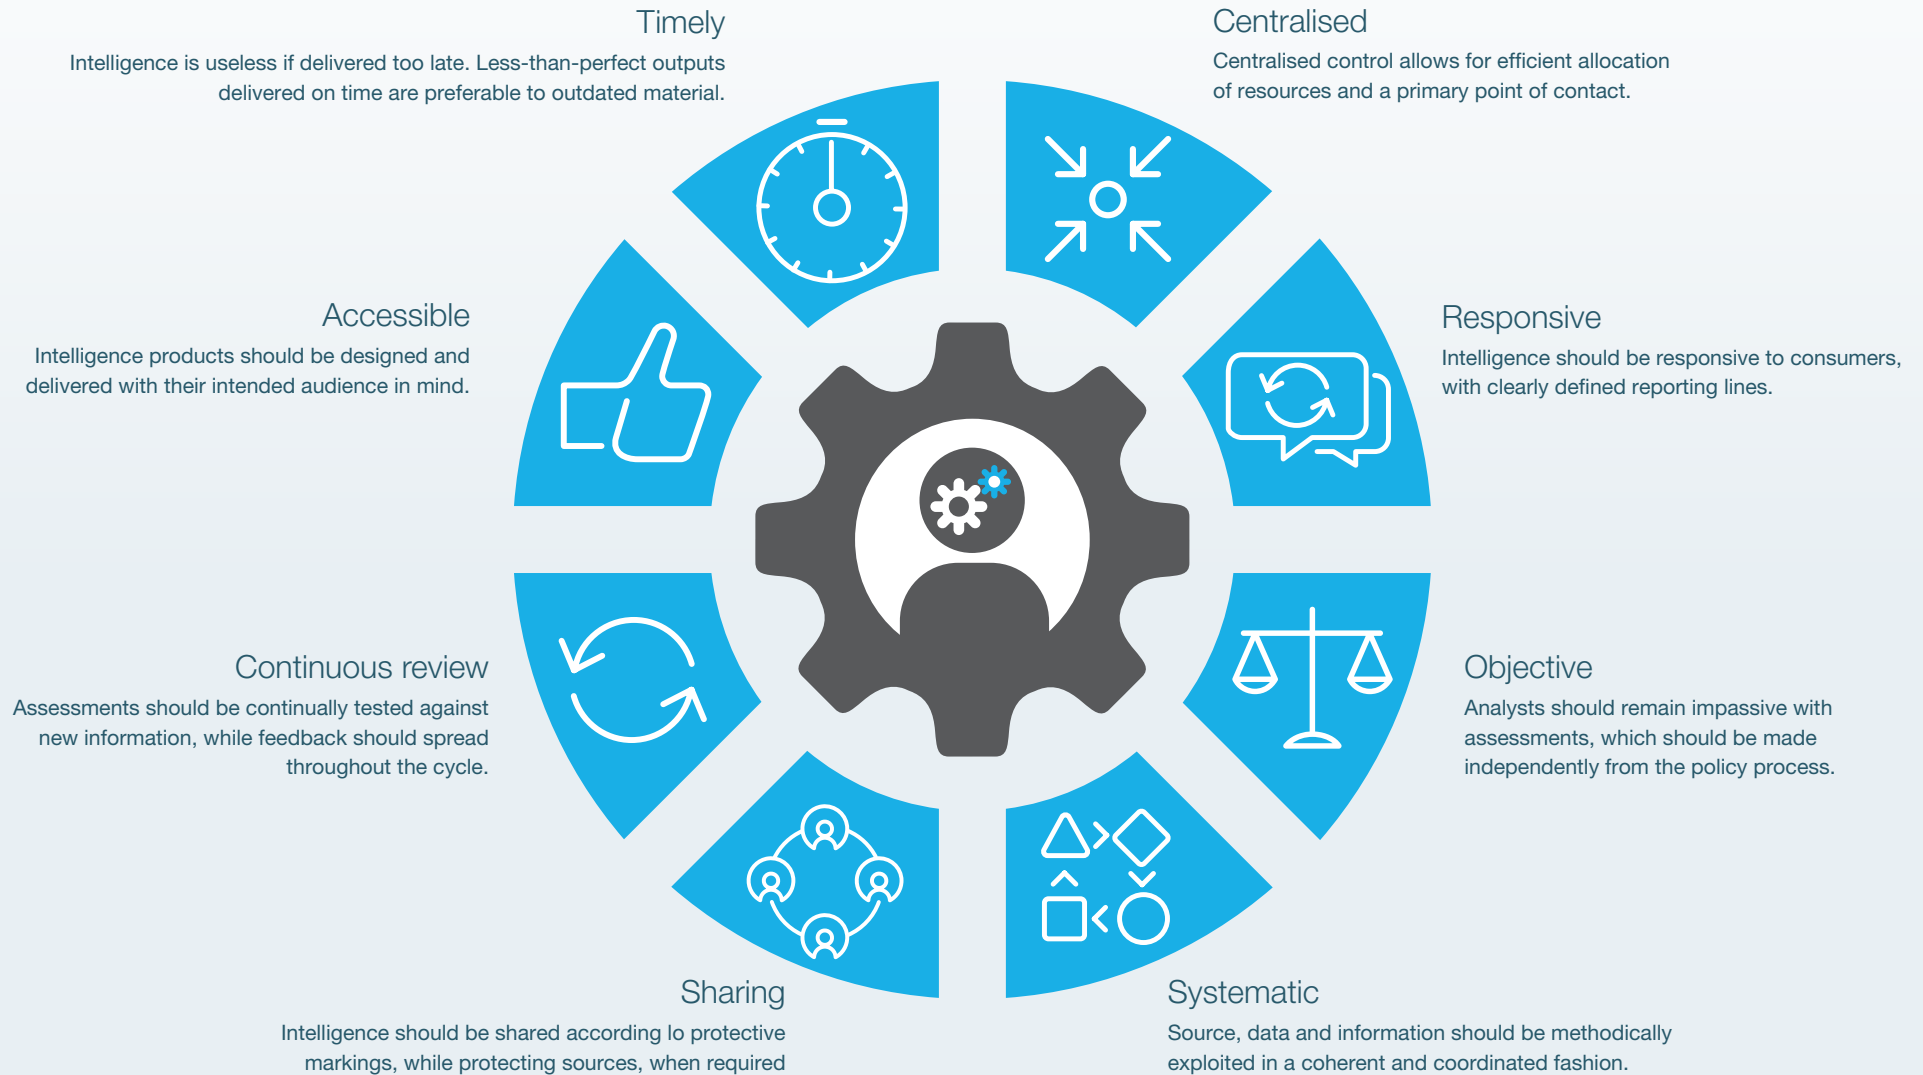 Timely
Intelligence is useless if delivered too late. Less-than-perfect outputs
delivered on time are preferable to outdated material.
Centralised
Centralised control allows for efficient allocation
of resources and a primary point of contact.
Accessible
Intelligence products should be designed and
delivered with their intended audience in mind.
Responsive
Intelligence should be responsive to consumers,
with clearly defined reporting lines.
Continuous review
Assessments should be continually tested against
new information, while feedback should spread
throughout the cycle.
Objective
Analysts should remain impassive with
assessments, which should be made
independently from the policy process.
Sharing
Intelligence should be shared according lo protective
markings, while protecting sources, when required
Systematic
Source, data and information should be methodically
exploited in a coherent and coordinated fashion.